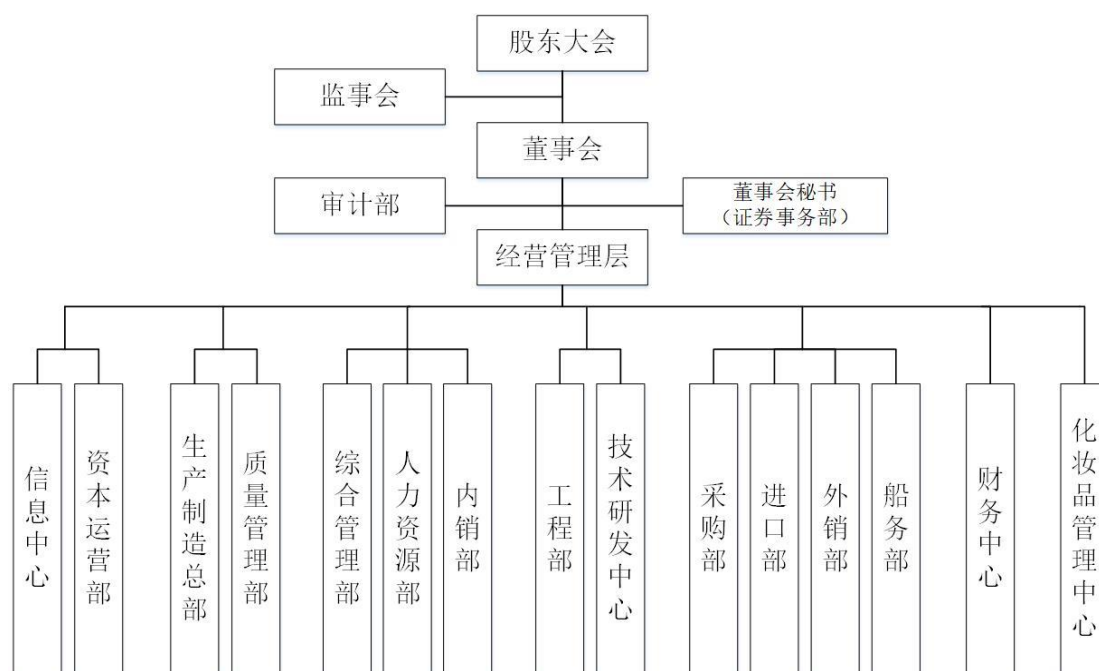 股东大会
监事会
董事会
审计部
董事会秘书
（证券事务部）
经营管理层
信息中心
资本运营部
生产制造总部
质量管理部
综合管理部
人力资源部
内销部
工程部
技术研发中心
采购部
进口部
外销部
船务部
财务中心
化妆品管理中心